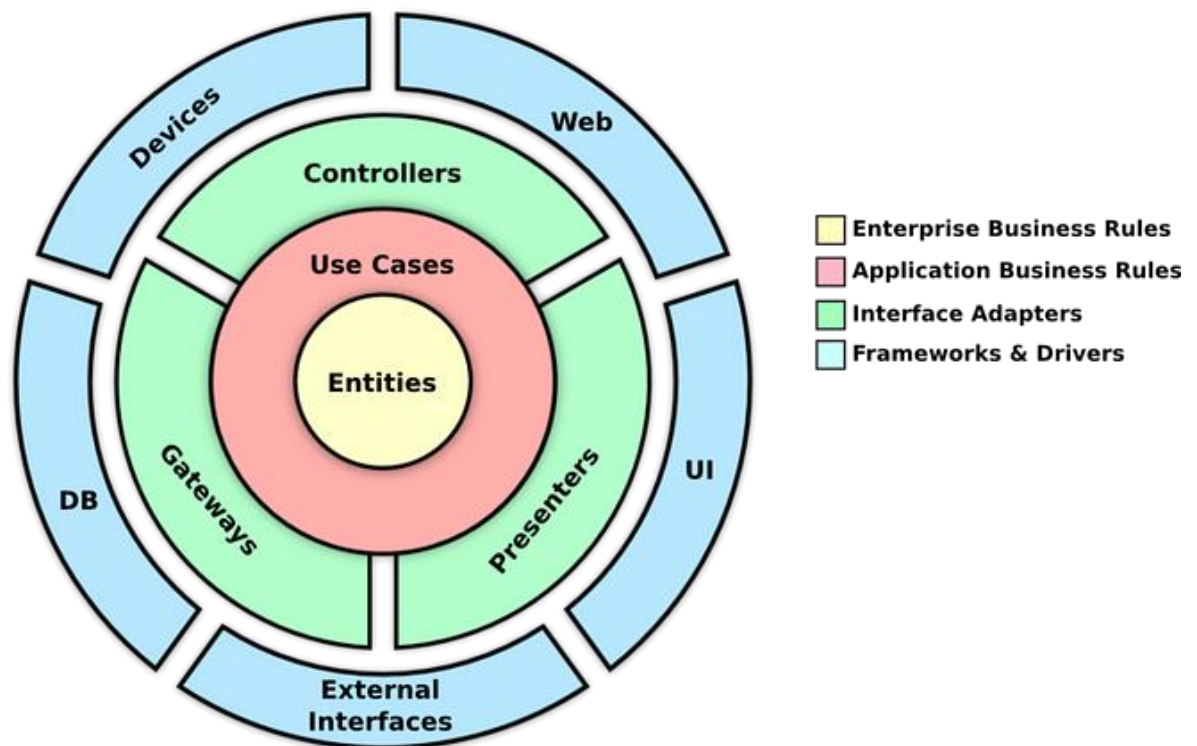 Devices
Web
Controllers
Use Cases
Entities
Gateways
Presenters
DB
UI
External
Interfaces
Enterprise Business Rules
Application Business Rules
Interface Adapters
Frameworks & Drivers